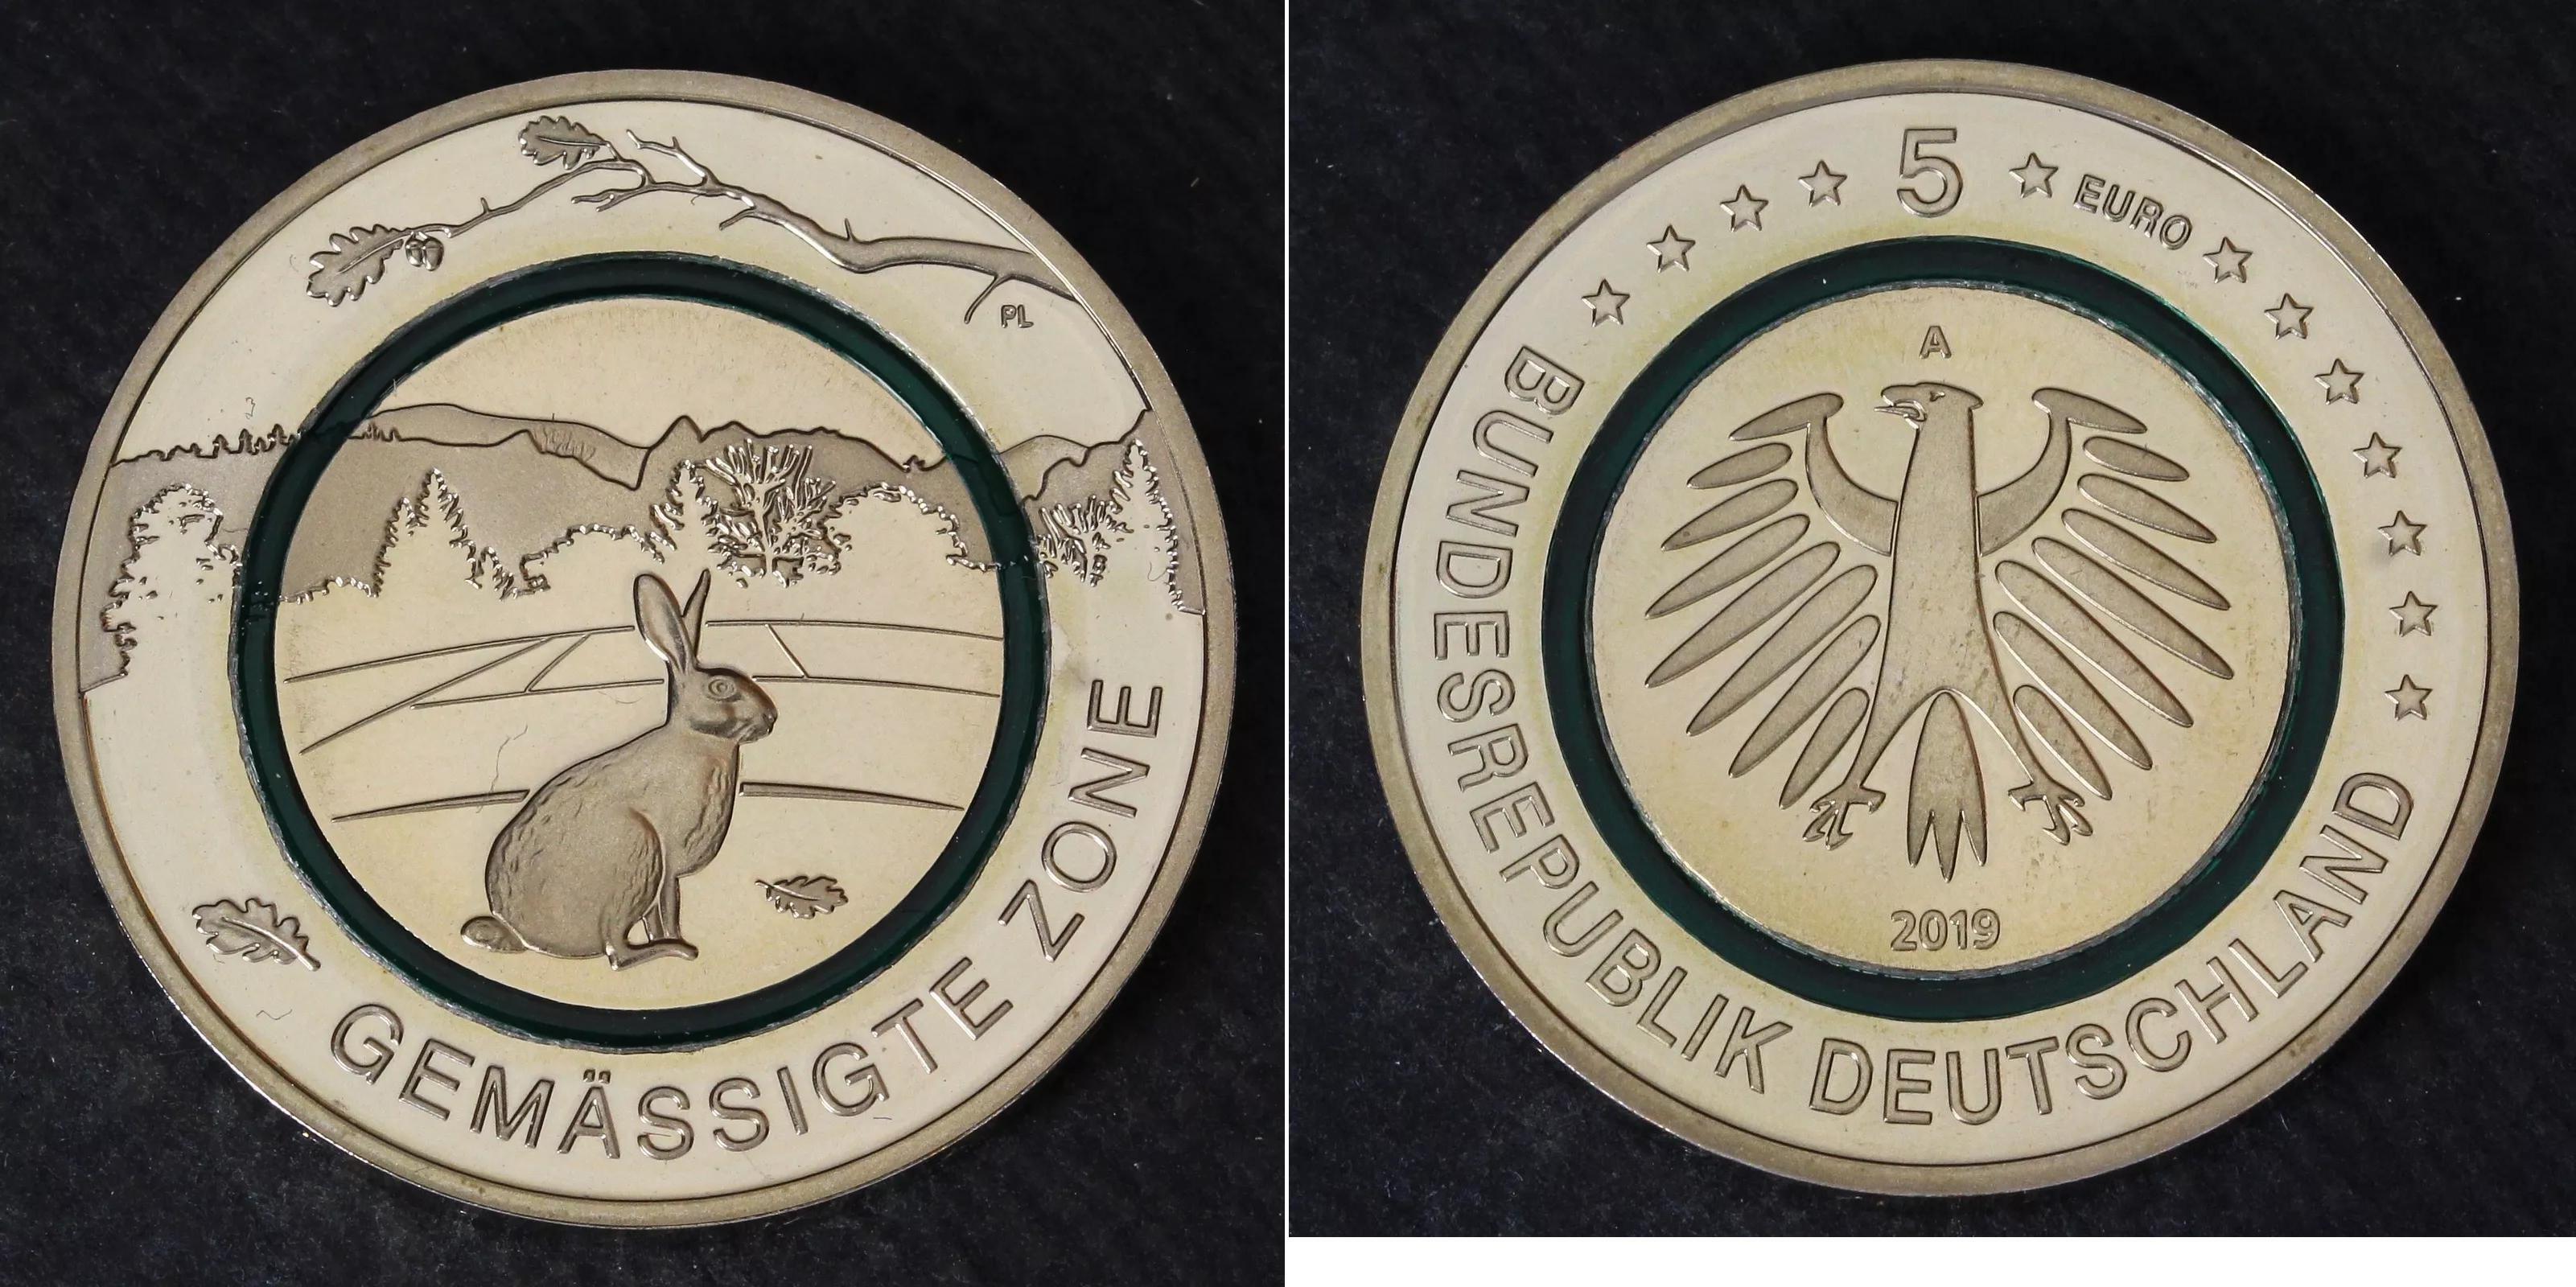 PL
GEMÄSSIGTE ZONE
5 EURO
A
BUNDESREPUBLIK DEUTSCHLAND
2019